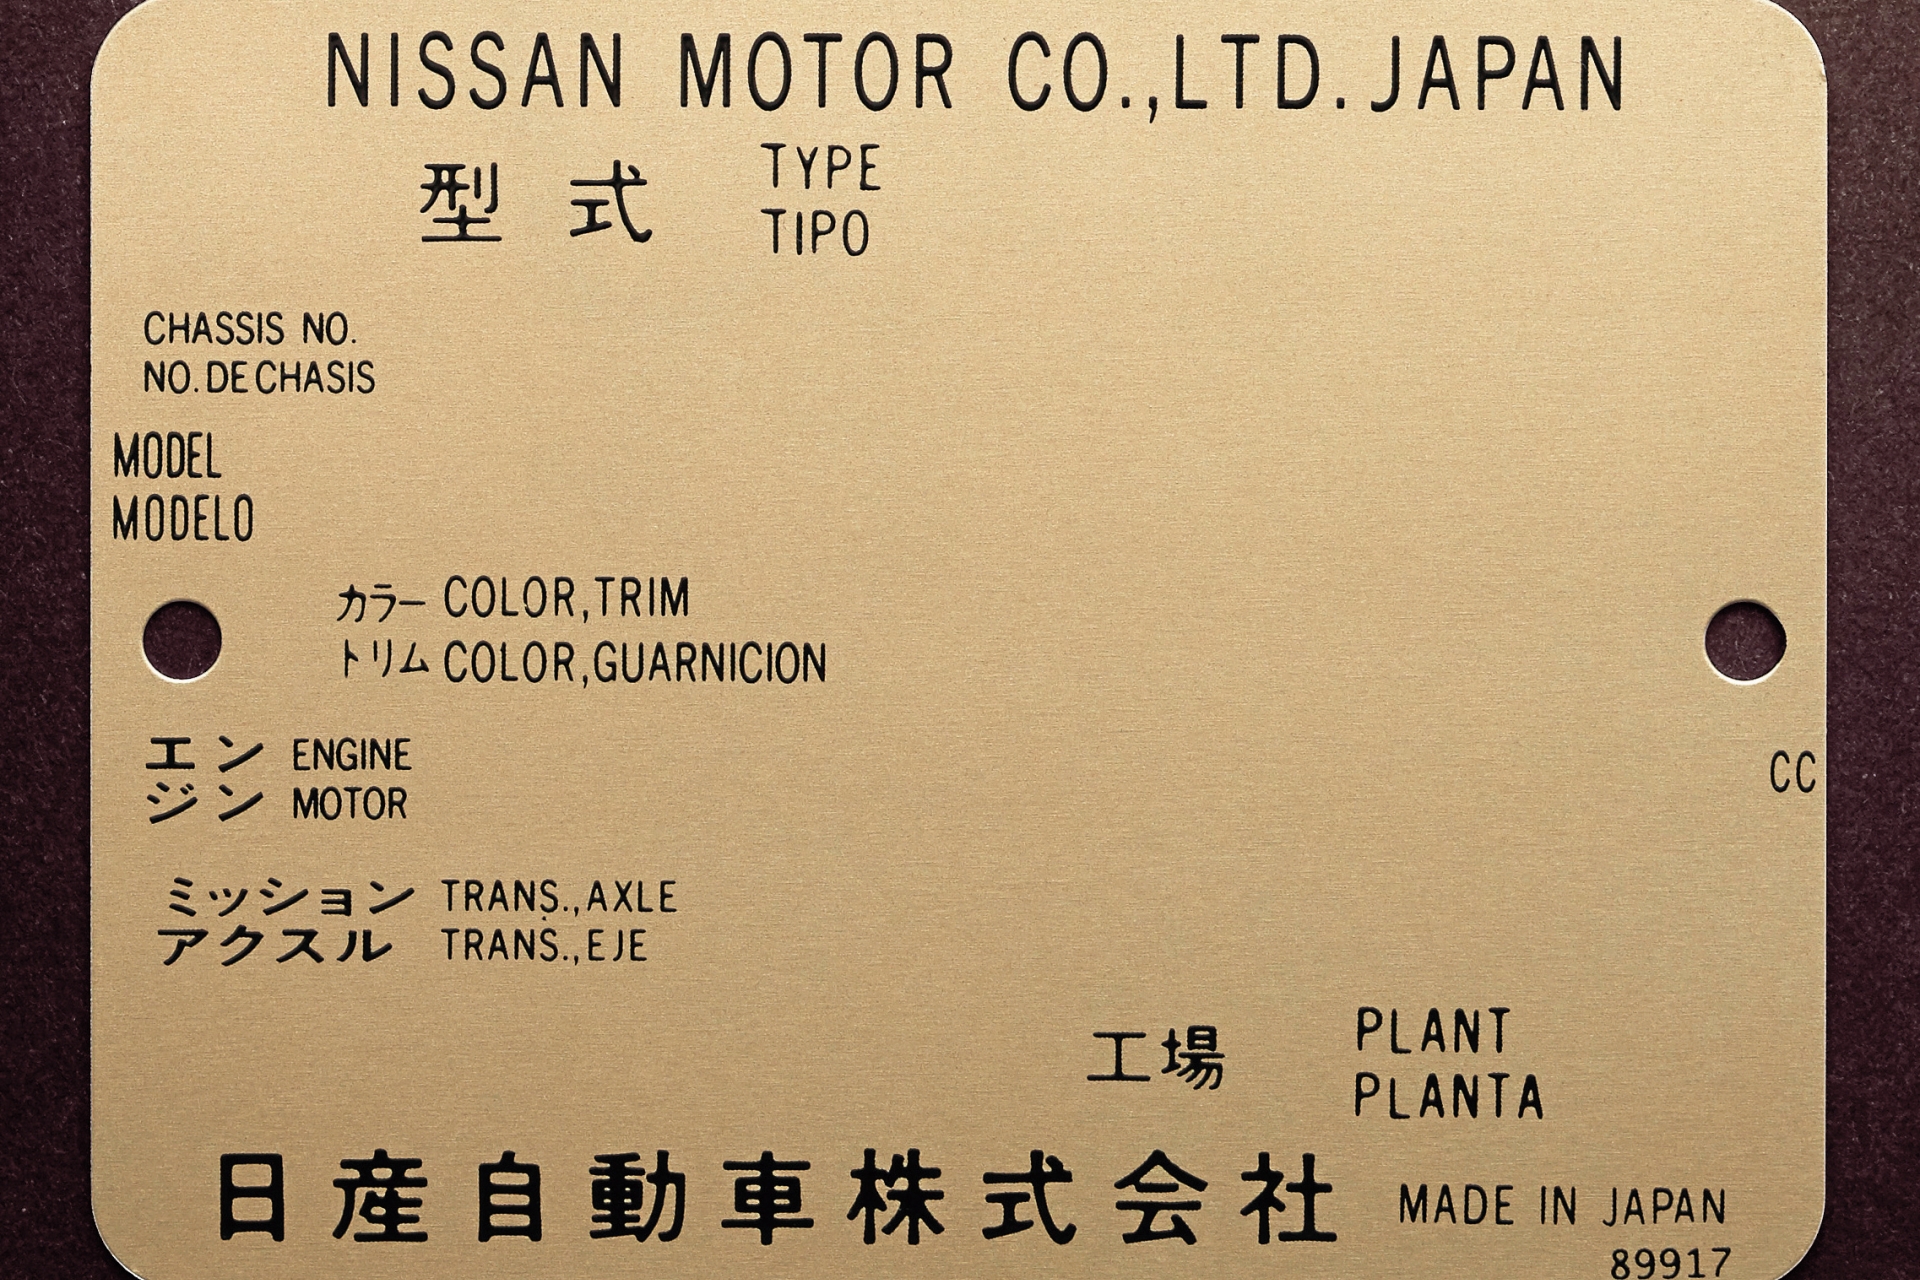 NISSAN MOTOR CO.,LTD. JAPAN
型式 TYPE
TIPO
CHASSIS NO.
NO. DE CHASIS
MODEL
MODELO
カラー COLOR,TRIM
トリム COLOR,GUARNICION
エン ENGINE
ジン MOTOR
CC
ミッション TRANS.,AXLE
アクスル TRANS.,EJE
工場 PLANT
PLANTA
日産自動車株式会社 MADE IN JAPAN
89917